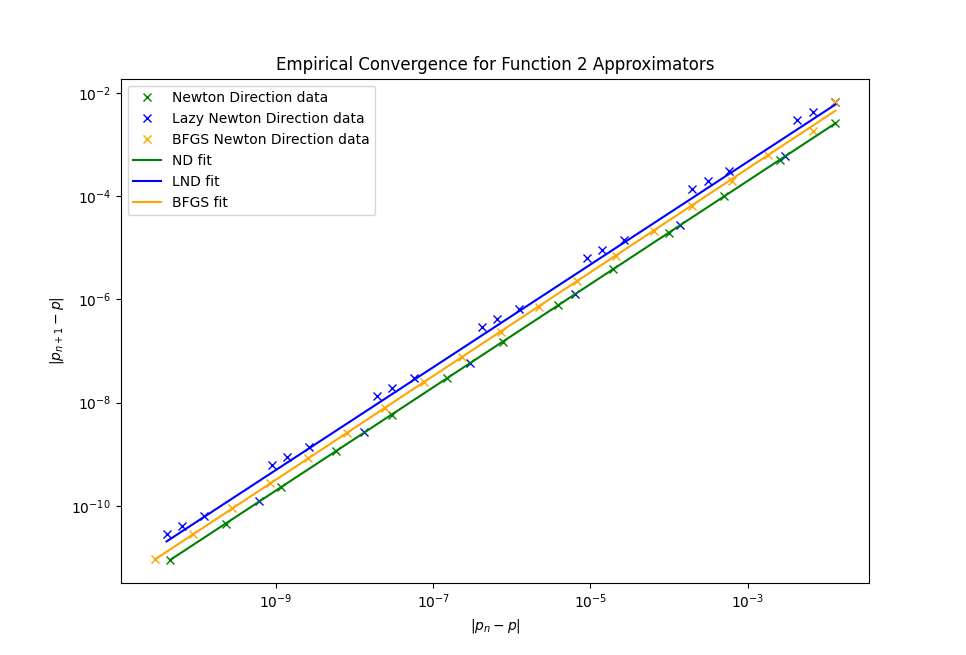 Empirical Convergence for Function 2 Approximators
Newton Direction data
Lazy Newton Direction data
BFGS Newton Direction data
ND fit
LND fit
BFGS fit
10⁻²
10⁻⁴
10⁻⁶
10⁻⁸
10⁻¹⁰
|pₙ₊₁ − p|
10⁻⁹
10⁻⁷
10⁻⁵
10⁻³
|pₙ − p|